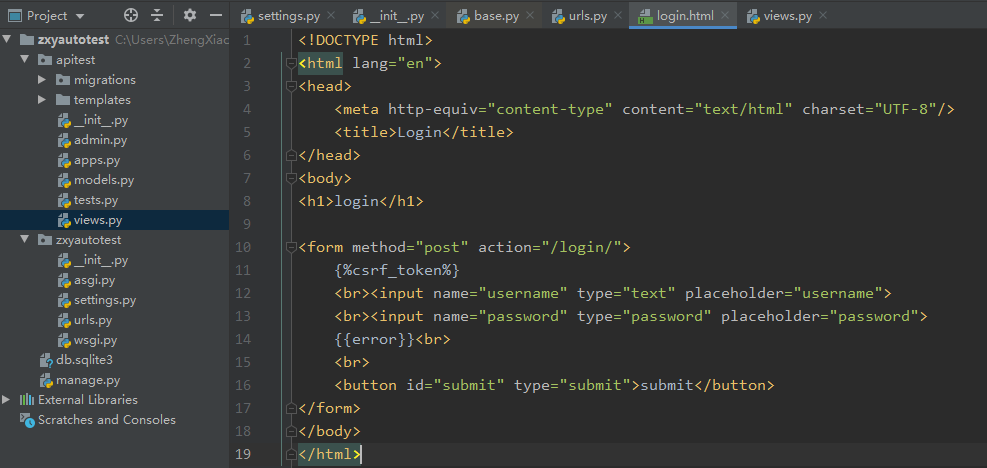 Project
settings.py
__init__.py
base.py
urls.py
login.html
views.py
zxyautotest C:\Users\ZhengXiao
apitest
migrations
templates
__init__.py
admin.py
apps.py
models.py
tests.py
views.py
zxyautotest
__init__.py
asgi.py
settings.py
urls.py
wsgi.py
db.sqlite3
manage.py
External Libraries
Scratches and Consoles
1 <!DOCTYPE html>
2 <html lang="en">
3 <head>
4     <meta http-equiv="content-type" content="text/html" charset="UTF-8"/>
5     <title>Login</title>
6 </head>
7 <body>
8 <h1>login</h1>
9
10 <form method="post" action="/login/">
11     {%csrf_token%}
12     <br><input name="username" type="text" placeholder="username">
13     <br><input name="password" type="password" placeholder="password">
14     {{error}}<br>
15     <br>
16     <button id="submit" type="submit">submit</button>
17 </form>
18 </body>
19 </html>